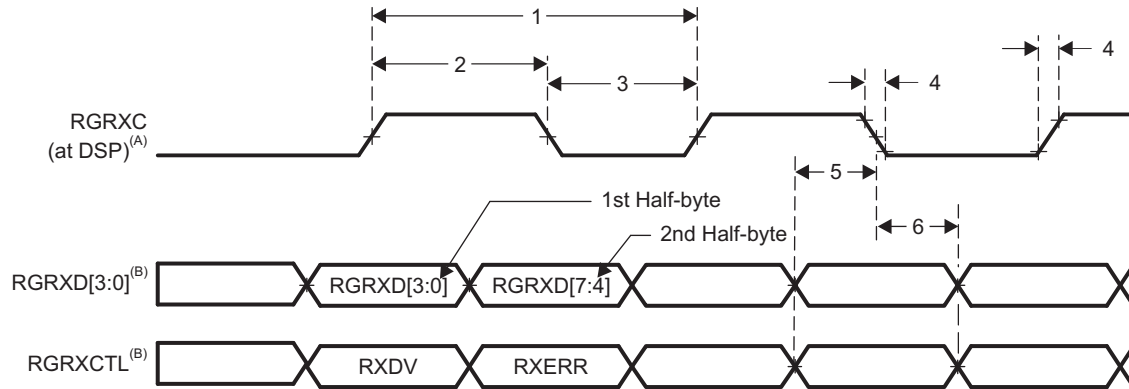 1
2
3
4
4
RGRXC
(at DSP)(A)
5
6
1st Half-byte
2nd Half-byte
RGRXD[3:0](B)
RGRXD[3:0]
RGRXD[7:4]
RGRXCTL(B)
RXDV
RXERR